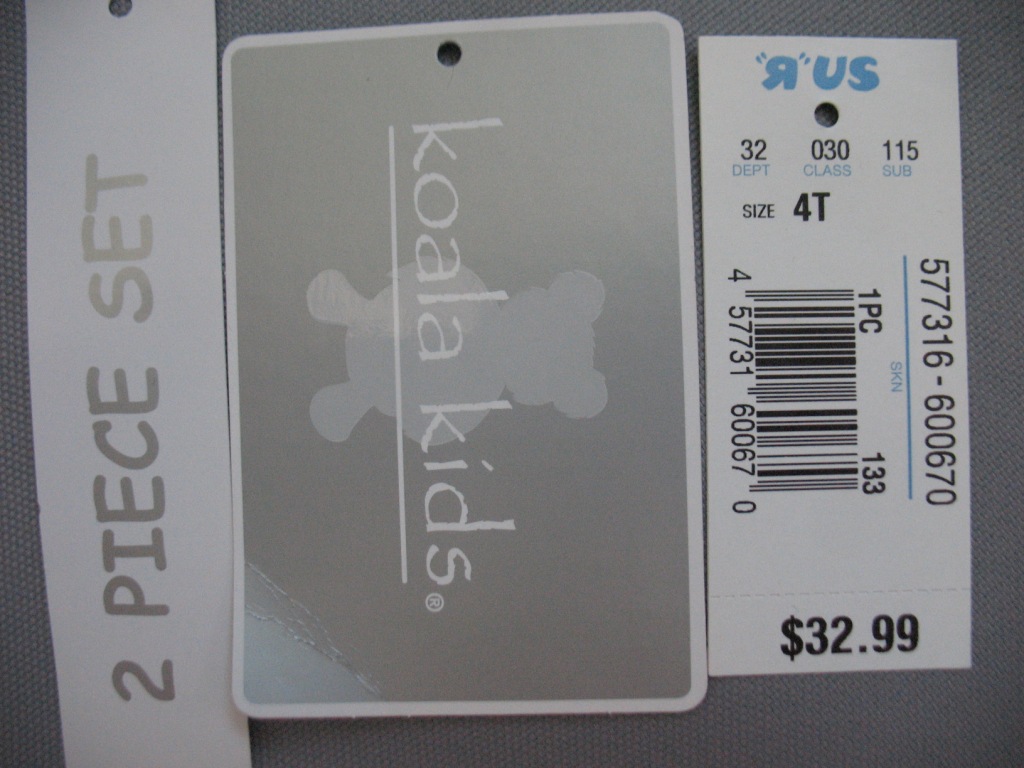 2 PIECE SET
koala kids®
"R"US
32 030 115
DEPT CLASS SUB
SIZE 4T
577316-600670
SKN
1PC 133
4 57731 60067 0
$32.99